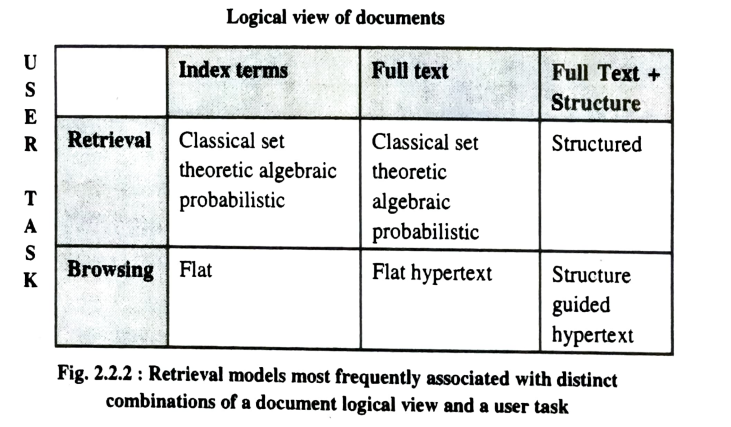 Logical view of documents
USER TASK
Index terms
Full text
Full Text +
Structure
Retrieval
Classical set
theoretic algebraic
probabilistic
Classical set
theoretic
algebraic
probabilistic
Structured
Browsing
Flat
Flat hypertext
Structure
guided
hypertext
Fig. 2.2.2 : Retrieval models most frequently associated with distinct
combinations of a document logical view and a user task